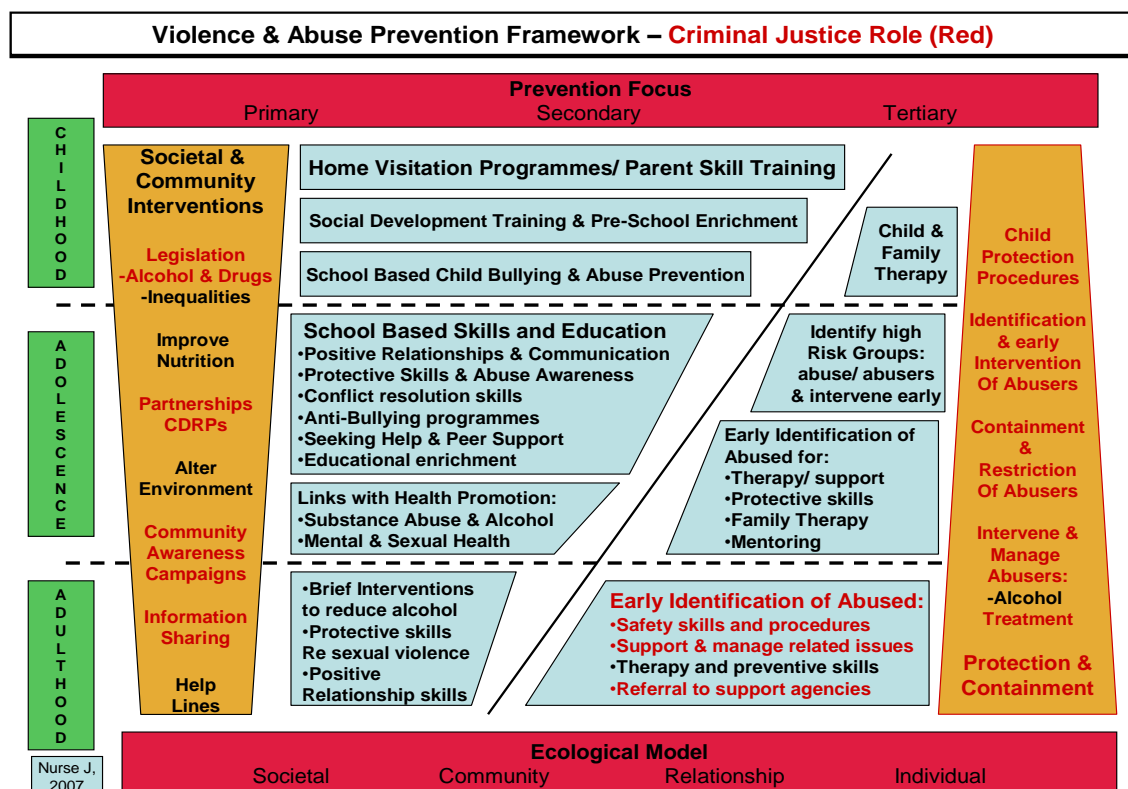 Violence & Abuse Prevention Framework – Criminal Justice Role (Red)
Prevention Focus
Primary Secondary Tertiary
CHILDHOOD
Societal &
Community
Interventions
Legislation
-Alcohol & Drugs
-Inequalities
Improve
Nutrition
Partnerships
CDRPs
Alter
Environment
Community
Awareness
Campaigns
Information
Sharing
Help
Lines
Home Visitation Programmes/ Parent Skill Training
Social Development Training & Pre-School Enrichment
School Based Child Bullying & Abuse Prevention
Child &
Family
Therapy
Child
Protection
Procedures
Identification
& early
Intervention
Of Abusers
Containment
&
Restriction
Of Abusers
Intervene &
Manage
Abusers:
-Alcohol
Treatment
Protection &
Containment
ADOLESCENCE
School Based Skills and Education
•Positive Relationships & Communication
•Protective Skills & Abuse Awareness
•Conflict resolution skills
•Anti-Bullying programmes
•Seeking Help & Peer Support
•Educational enrichment
Identify high
Risk Groups:
abuse/ abusers
& intervene early
Links with Health Promotion:
•Substance Abuse & Alcohol
•Mental & Sexual Health
Early Identification of
Abused for:
•Therapy/ support
•Protective skills
•Family Therapy
•Mentoring
ADULTHOOD
•Brief Interventions
to reduce alcohol
•Protective skills
Re sexual violence
•Positive
Relationship skills
Early Identification of Abused:
•Safety skills and procedures
•Support & manage related issues
•Therapy and preventive skills
•Referral to support agencies
Nurse J,
2007
Ecological Model
Societal Community Relationship Individual